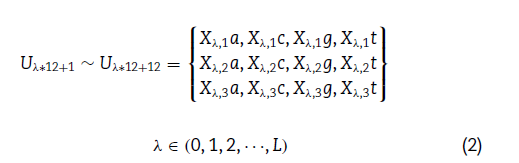 U_{λ*12+1} ∼ U_{λ*12+12} = { X_{λ,1}a, X_{λ,1}c, X_{λ,1}g, X_{λ,1}t
X_{λ,2}a, X_{λ,2}c, X_{λ,2}g, X_{λ,2}t
X_{λ,3}a, X_{λ,3}c, X_{λ,3}g, X_{λ,3}t }
λ ∈ (0, 1, 2, ···, L) (2)